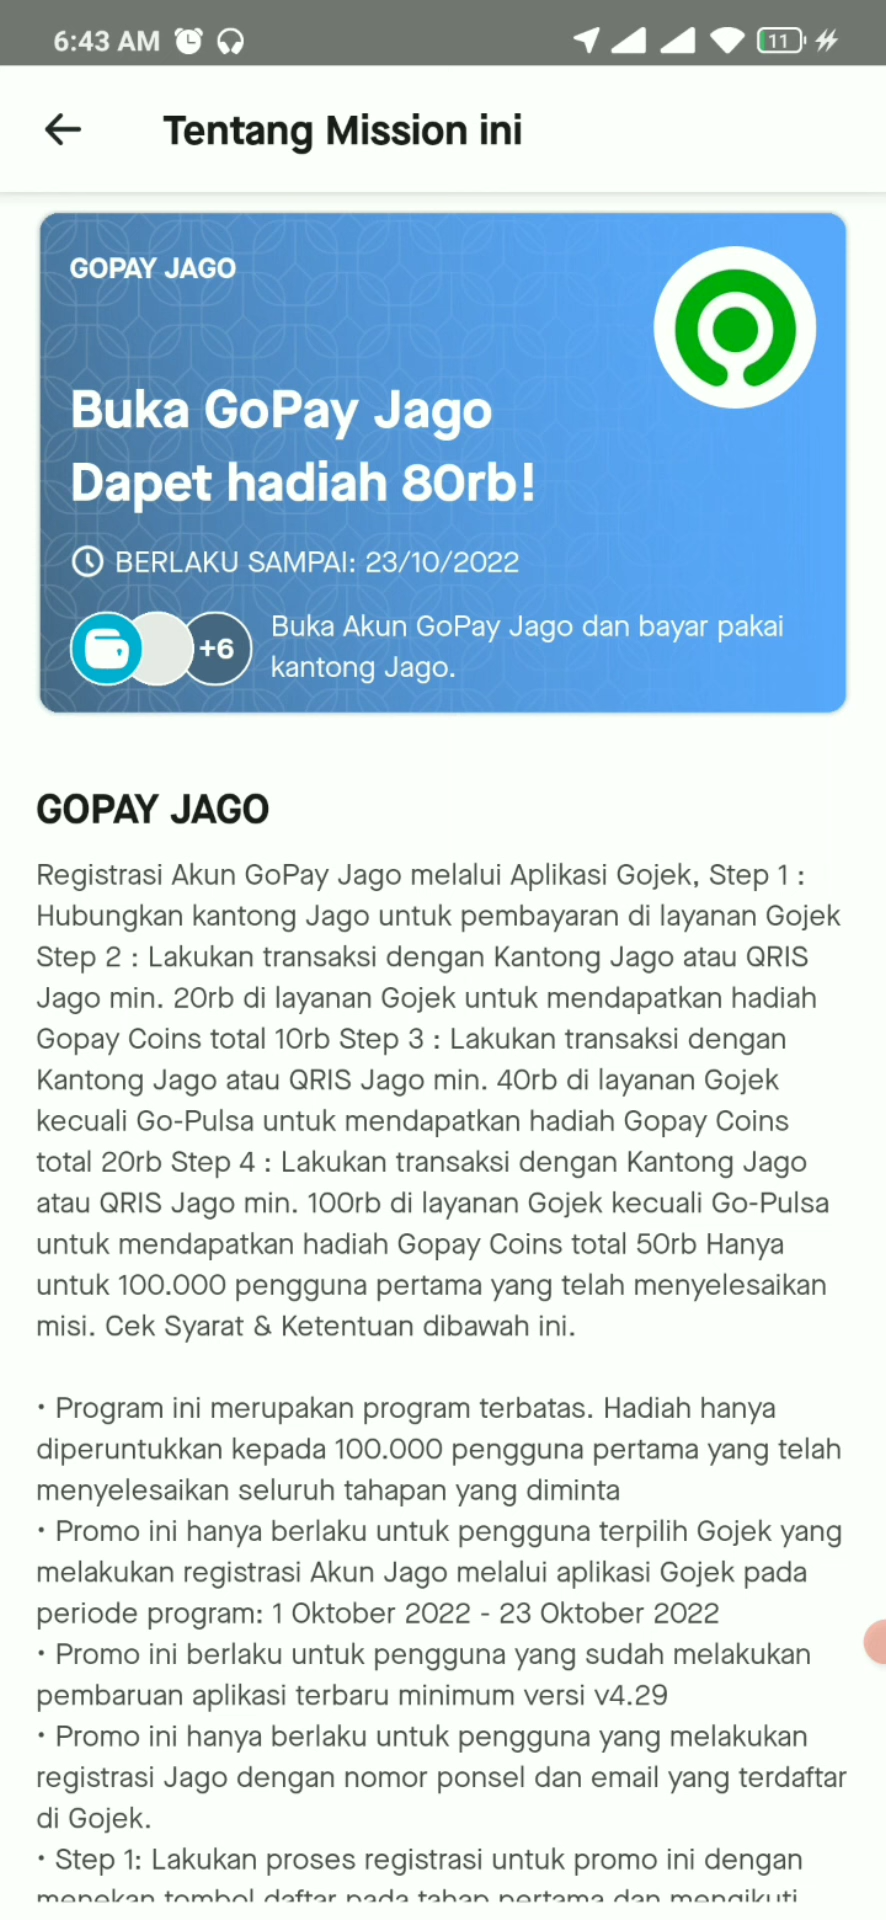 6:43 AM
11
Tentang Mission ini
GOPAY JAGO
Buka GoPay Jago
Dapet hadiah 80rb!
BERLAKU SAMPAI: 23/10/2022
+6
Buka Akun GoPay Jago dan bayar pakai
kantong Jago.
GOPAY JAGO
Registrasi Akun GoPay Jago melalui Aplikasi Gojek, Step 1 :
Hubungkan kantong Jago untuk pembayaran di layanan Gojek
Step 2 : Lakukan transaksi dengan Kantong Jago atau QRIS
Jago min. 20rb di layanan Gojek untuk mendapatkan hadiah
Gopay Coins total 10rb Step 3 : Lakukan transaksi dengan
Kantong Jago atau QRIS Jago min. 40rb di layanan Gojek
kecuali Go-Pulsa untuk mendapatkan hadiah Gopay Coins
total 20rb Step 4 : Lakukan transaksi dengan Kantong Jago
atau QRIS Jago min. 100rb di layanan Gojek kecuali Go-Pulsa
untuk mendapatkan hadiah Gopay Coins total 50rb Hanya
untuk 100.000 pengguna pertama yang telah menyelesaikan
misi. Cek Syarat & Ketentuan dibawah ini.
• Program ini merupakan program terbatas. Hadiah hanya
diperuntukkan kepada 100.000 pengguna pertama yang telah
menyelesaikan seluruh tahapan yang diminta
• Promo ini hanya berlaku untuk pengguna terpilih Gojek yang
melakukan registrasi Akun Jago melalui aplikasi Gojek pada
periode program: 1 Oktober 2022 - 23 Oktober 2022
• Promo ini berlaku untuk pengguna yang sudah melakukan
pembaruan aplikasi terbaru minimum versi v4.29
• Promo ini hanya berlaku untuk pengguna yang melakukan
registrasi Jago dengan nomor ponsel dan email yang terdaftar
di Gojek.
• Step 1: Lakukan proses registrasi untuk promo ini dengan
menekan tombol daftar pada tahap pertama dan mengikuti